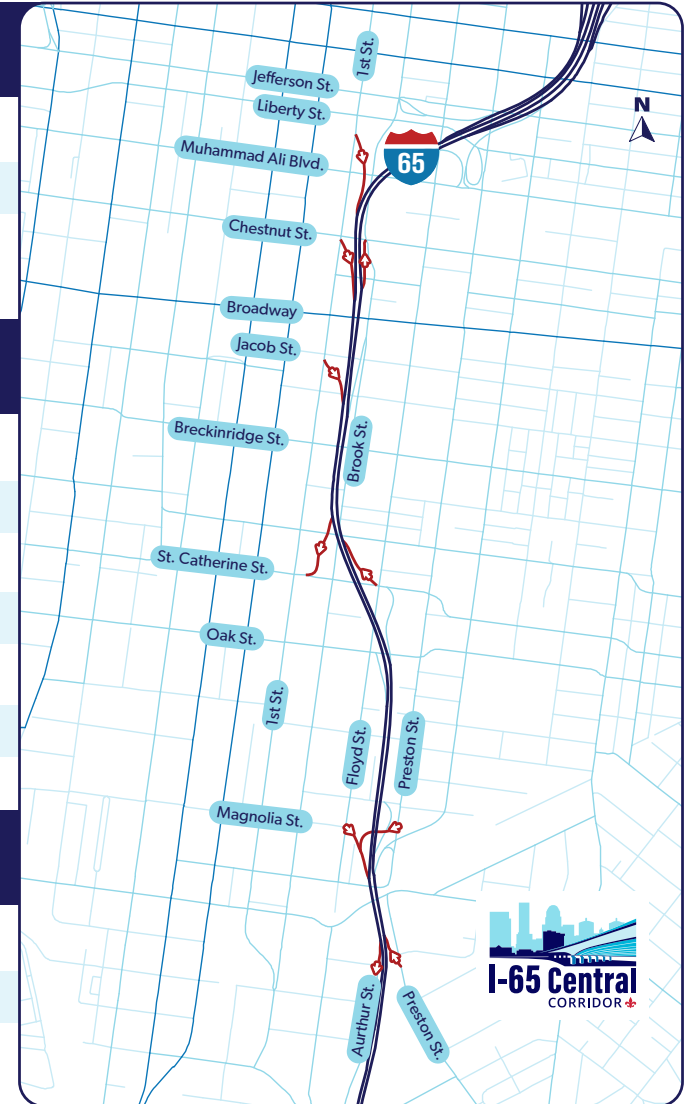 1st St.
Jefferson St.
Liberty St.
N
Muhammad Ali Blvd.
65
Chestnut St.
Broadway
Jacob St.
Breckinridge St.
Brook St.
St. Catherine St.
Oak St.
1st St.
Floyd St.
Preston St.
Magnolia St.
I-65 Central
CORRIDOR
Aurthur St.
Preston St.